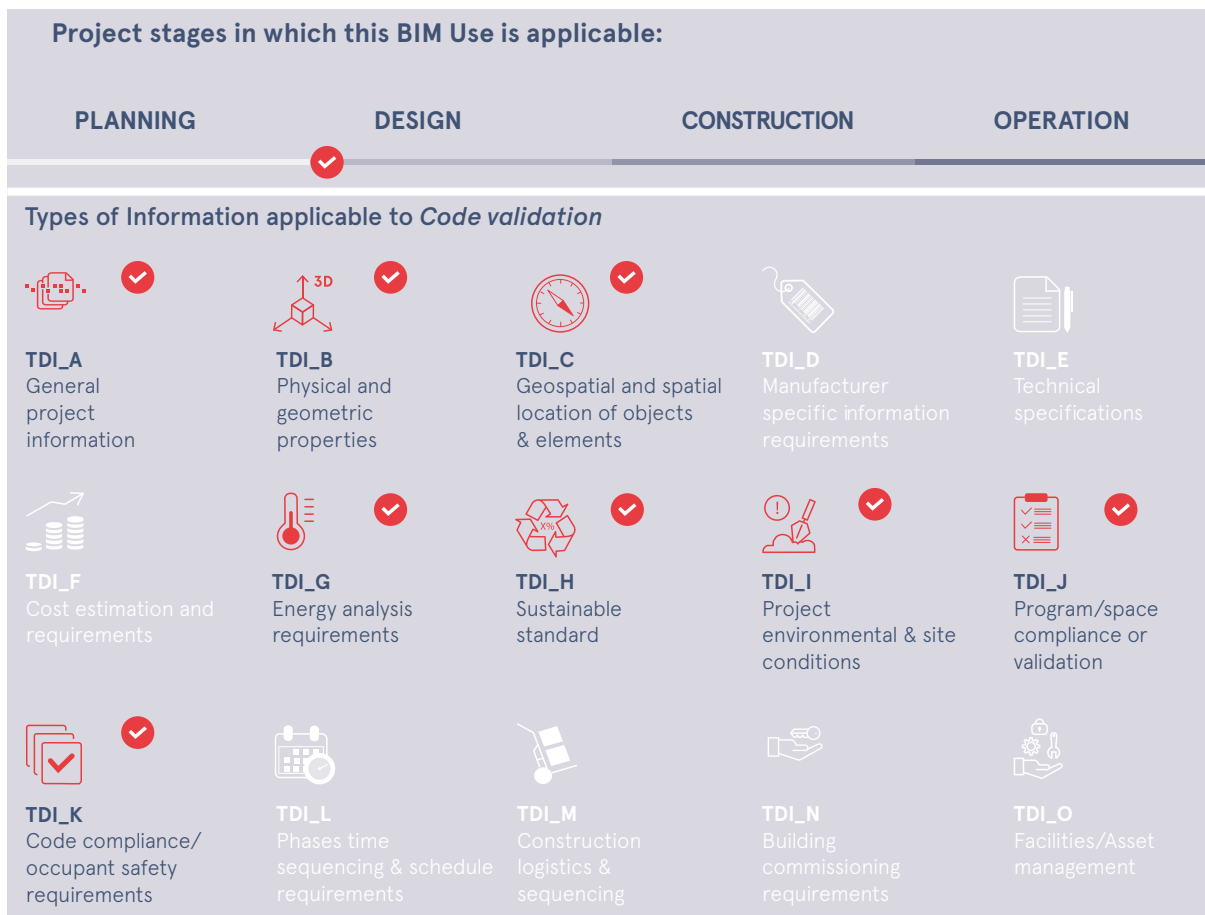 Project stages in which this BIM Use is applicable:
PLANNING
DESIGN
CONSTRUCTION
OPERATION
Types of Information applicable to Code validation
3D
TDI_A
General
project
information
TDI_B
Physical and
geometric
properties
TDI_C
Geospatial and spatial
location of objects
& elements
TDI_D
Manufacturer
specific information
requirements
TDI_E
Technical
specifications
TDI_F
Cost estimation and
requirements
TDI_G
Energy analysis
requirements
X%
TDI_H
Sustainable
standard
TDI_I
Project
environmental & site
conditions
TDI_J
Program/space
compliance or
validation
TDI_K
Code compliance/
occupant safety
requirements
TDI_L
Phases time
sequencing & schedule
requirements
TDI_M
Construction
logistics &
sequencing
TDI_N
Building
commissioning
requirements
TDI_O
Facilities/Asset
management